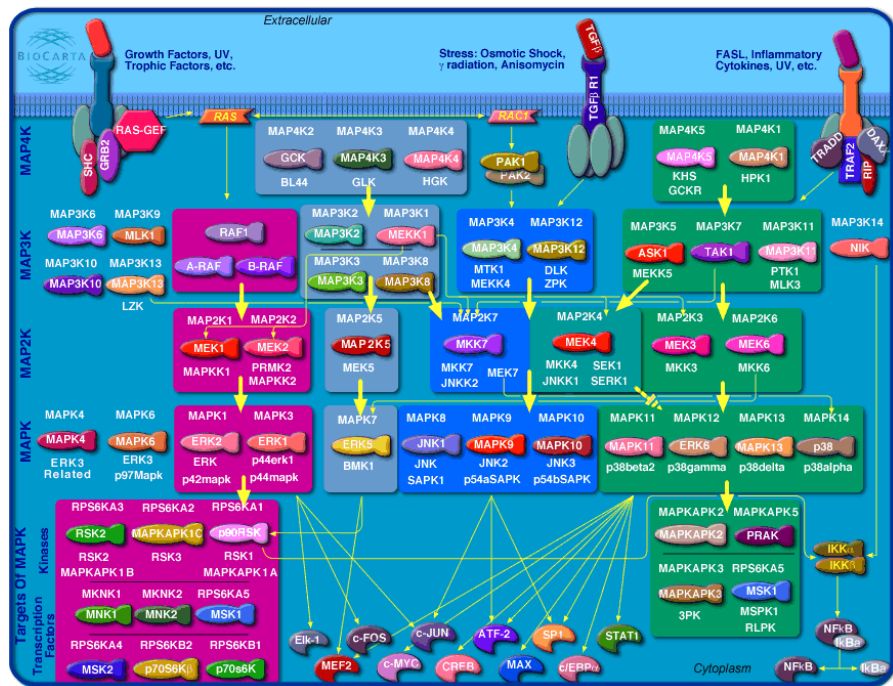 Extracellular
BIOCARTA
Growth Factors, UV,
Trophic Factors, etc.
Stress: Osmotic Shock,
γ radiation, Anisomycin
TGFβ
TGFβ R1
FASL, Inflammatory
Cytokines, UV, etc.
MAP4K
SHC
GRB2
RAS-GEF
RAS
RAC1
MAP4K2
MAP4K3
MAP4K4
GCK
MAP4K3
MAP4K4
BL44
GLK
HGK
PAK1
PAK2
MAP4K5
MAP4K1
MAP4K5
MAP4K1
KHS
GCKR
HPK1
TRADD
TRAF2
RIP
MAP3K
MAP3K6
MAP3K9
MAP3K6
MLK1
MAP3K10
MAP3K13
MAP3K10
MAP3K13
LZK
RAF1
A-RAF
B-RAF
MAP3K2
MAP3K1
MAP3K2
MEKK1
MAP3K3
MAP3K8
MAP3K3
MAP3K8
MAP3K4
MAP3K12
MAP3K4
MAP3K12
MTK1
MEKK4
DLK
ZPK
MAP3K5
MAP3K7
MAP3K11
MAP3K14
ASK1
TAK1
MAP3K11
NIK
MEKK5
PTK1
MLK3
MAP2K
MAP2K1
MAP2K2
MEK1
MEK2
MAPKK1
PRMK2
MAPKK2
MAP2K5
MAP2K5
MEK5
MAP2K7
MKK7
MKK7
JNKK2
MEK7
MAP2K4
MEK4
MKK4
JNKK1
SEK1
SERK1
MAP2K3
MAP2K6
MEK3
MEK6
MKK3
MKK6
MAPK
MAPK4
MAPK6
MAPK4
MAPK6
ERK3
Related
ERK3
p97Mapk
MAPK1
MAPK3
ERK2
ERK1
ERK
p42mapk
p44erk1
p44mapk
MAPK7
ERK5
BMK1
MAPK8
MAPK9
MAPK10
JNK1
MAPK9
MAPK10
JNK
SAPK1
JNK2
p54aSAPK
JNK3
p54bSAPK
MAPK11
MAPK12
MAPK13
MAPK14
MAPK11
ERK6
MAPK13
p38
p38beta2
p38gamma
p38delta
p38alpha
Targets Of MAPK
Kinases
RPS6KA3
RPS6KA2
RPS6KA1
RSK2
MAPKAPK1C
p90RSK
RSK2
RSK3
RSK1
MAPKAPK1B
MAPKAPK1A
MKNK1
MKNK2
RPS6KA5
MNK1
MNK2
MSK1
RPS6KA4
RPS6KB2
RPS6KB1
MSK2
p70S6Kβ
p70s6K
Transcription
Factors
Elk-1
c-FOS
c-JUN
ATF-2
SP1
STAT1
MEF2
c-MYC
CREB
MAX
c/ERPα
MAPKAPK2
MAPKAPK5
MAPKAPK2
PRAK
MAPKAPK3
RPS6KA5
MAPKAPK3
MSK1
3PK
MSPK1
RLPK
IKKα
IKKβ
NFkB
IkBa
NFkB
IkBa
Cytoplasm